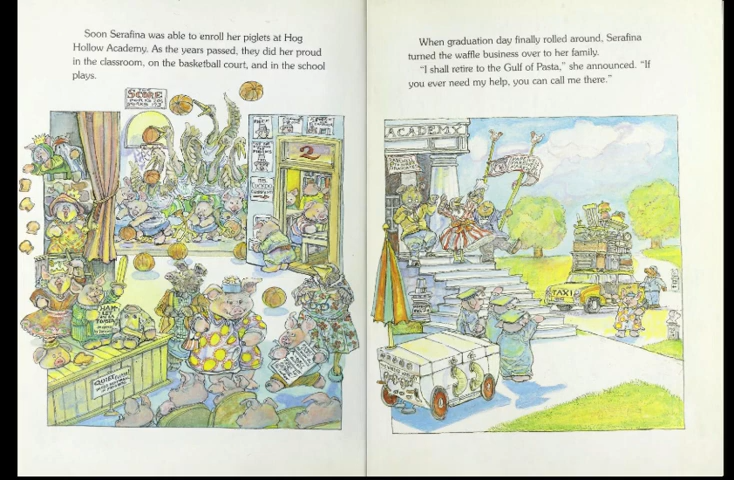 Soon Serafina was able to enroll her piglets at Hog
Hollow Academy. As the years passed, they did her proud
in the classroom, on the basketball court, and in the school
plays.
SCORE
2
QUIET
When graduation day finally rolled around, Serafina
turned the waffle business over to her family.
"I shall retire to the Gulf of Pasta," she announced. "If
you ever need my help, you can call me there."
ACADEMY
TAXI